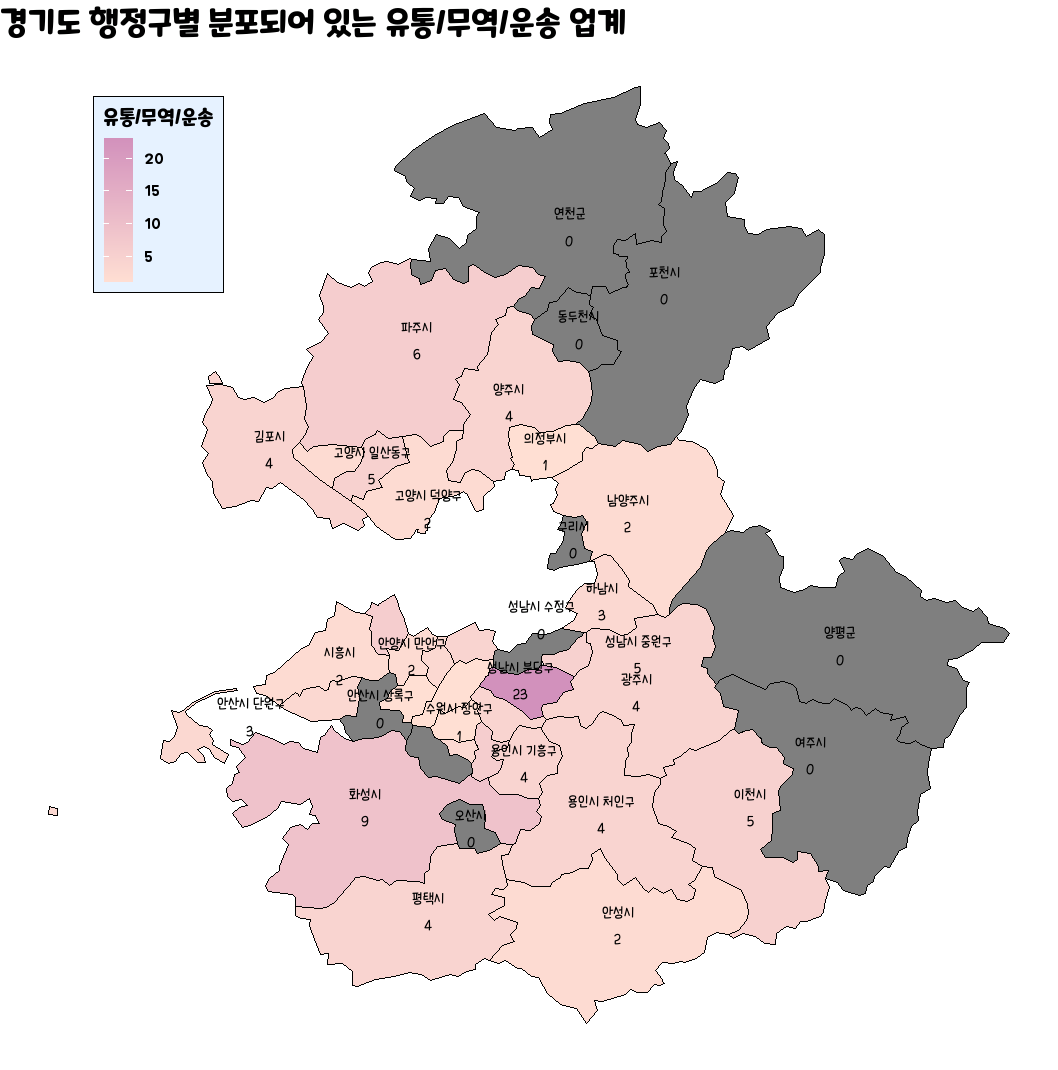 경기도 행정구별 분포되어 있는 유통/무역/운송 업계
유통/무역/운송
20
15
10
5
연천군
0
포천시
0
동두천시
0
파주시
6
양주시
4
김포시
4
의정부시
1
고양시 일산동구
5
고양시 덕양구
2
남양주시
2
구리시
0
하남시
3
성남시 수정구
0
양평군
0
성남시 중원구
5
안양시 만안구
2
시흥시
2
성남시 분당구
23
광주시
4
안산시 상록구
0
안산시 단원구
3
수원시 장안구
1
여주시
0
용인시 기흥구
4
화성시
9
이천시
5
용인시 처인구
4
오산시
0
평택시
4
안성시
2